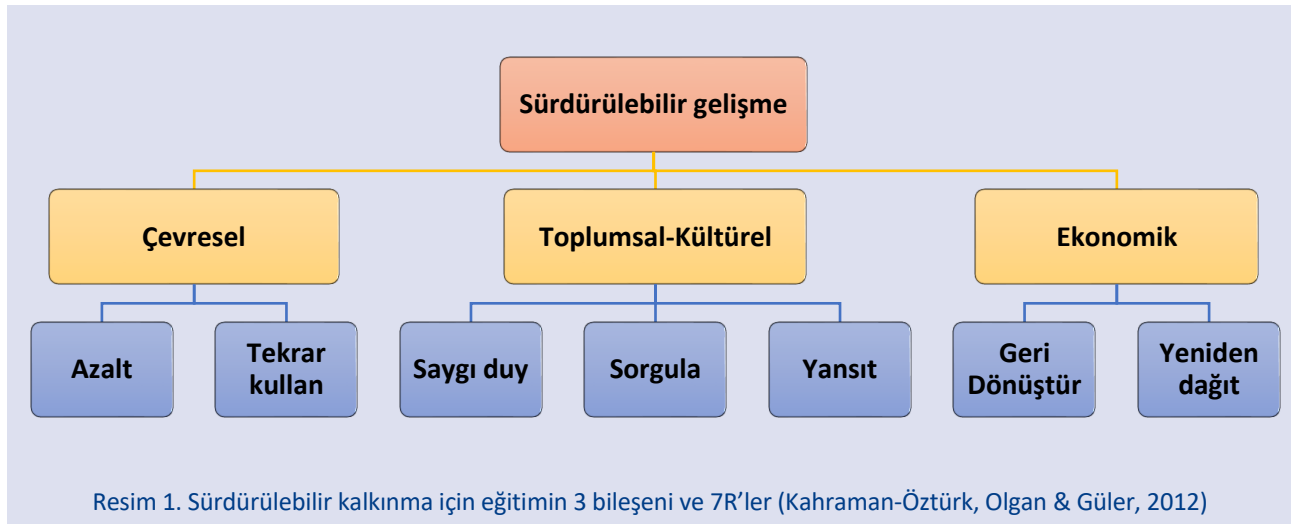 Sürdürülebilir gelişme
Çevresel
Toplumsal-Kültürel
Ekonomik
Azalt
Tekrar
kullan
Saygı duy
Sorgula
Yansıt
Geri
Dönüştür
Yeniden
dağıt
Resim 1. Sürdürülebilir kalkınma için eğitimin 3 bileşeni ve 7R’ler (Kahraman-Öztürk, Olgan & Güler, 2012)